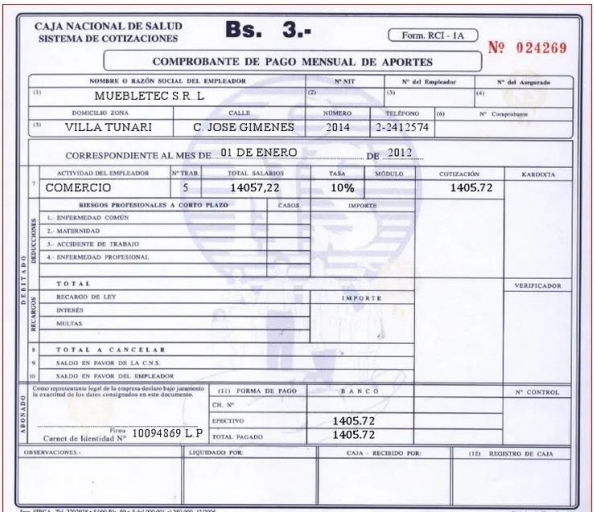 CAJA NACIONAL DE SALUD
SISTEMA DE COTIZACIONES
Bs. 3.-
Form. RCI - 1A
Nº 024269
COMPROBANTE DE PAGO MENSUAL DE APORTES
NOMBRE O RAZÓN SOCIAL DEL EMPLEADOR Nº NIT Nº del Empleador Nº del Asegurado
(1) MUEBLETEC S.R.L (2) (3) (4)
DOMICILIO ZONA CALLE NÚMERO TELÉFONO (6) Nº Comprobante
(5) VILLA TUNARI C. JOSE GIMENES 2014 2-2412574
CORRESPONDIENTE AL MES DE 01 DE ENERO DE 2012
ACTIVIDAD DEL EMPLEADOR Nº TRAB. TOTAL SALARIOS TASA MÓDULO COTIZACIÓN KARDIXTA
7 COMERCIO 5 14057,22 10% 1405.72
RIESGOS PROFESIONALES A CORTO PLAZO CASOS IMPORTE
DEBITADO
DEDUCCIONES
1.- ENFERMEDAD COMÚN
2.- MATERNIDAD
3.- ACCIDENTE DE TRABAJO
4.- ENFERMEDAD PROFESIONAL
TOTAL VERIFICADOR
RECARGOS
RECARGO DE LEY IMPORTE
INTERÉS
MULTAS
8 TOTAL A CANCELAR
9 SALDO EN FAVOR DE LA C.N.S.
10 SALDO EN FAVOR DEL EMPLEADOR
ABONADO
Como representante legal de la empresa declaro bajo juramento
la exactitud de los datos consignados en este documento.
(11) FORMA DE PAGO BANCO Nº CONTROL
CH. Nº
EFECTIVO 1405.72
Firma
Carnet de Identidad Nº 10094869 L.P
TOTAL PAGADO 1405.72
OBSERVACIONES.- LIQUIDADO POR: CAJA - RECIBIDO POR: (12) REGISTRO DE CAJA